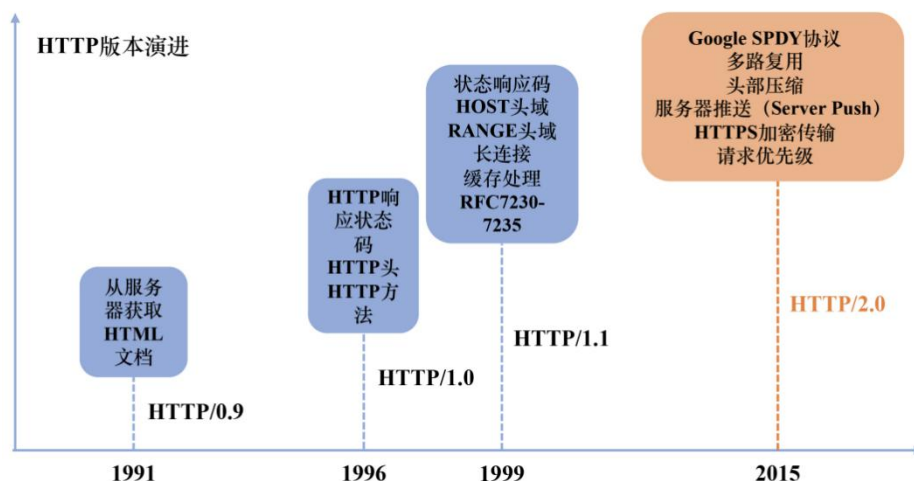 HTTP版本演进
从服务
器获取
HTML
文档
HTTP/0.9
1991
HTTP响
应状态
码
HTTP头
HTTP方
法
HTTP/1.0
1996
状态响应码
HOST头域
RANGE头域
长连接
缓存处理
RFC7230-
7235
HTTP/1.1
1999
Google SPDY协议
多路复用
头部压缩
服务器推送（Server Push）
HTTPS加密传输
请求优先级
HTTP/2.0
2015